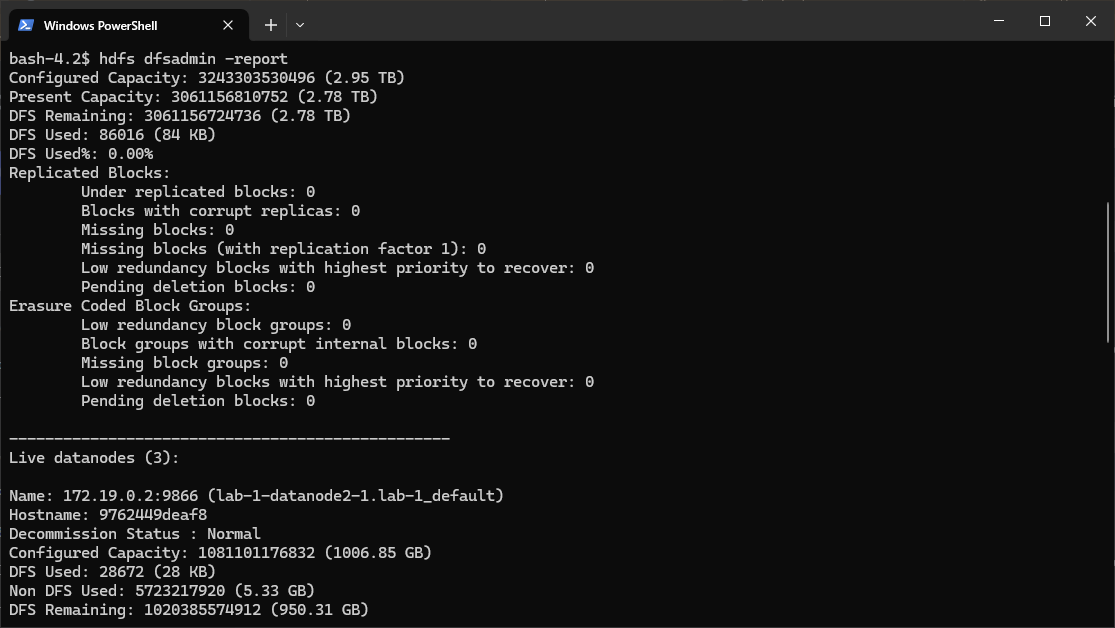 Windows PowerShell
bash-4.2$ hdfs dfsadmin -report
Configured Capacity: 3243303530496 (2.95 TB)
Present Capacity: 3061156810752 (2.78 TB)
DFS Remaining: 3061156724736 (2.78 TB)
DFS Used: 86016 (84 KB)
DFS Used%: 0.00%
Replicated Blocks:
        Under replicated blocks: 0
        Blocks with corrupt replicas: 0
        Missing blocks: 0
        Missing blocks (with replication factor 1): 0
        Low redundancy blocks with highest priority to recover: 0
        Pending deletion blocks: 0
Erasure Coded Block Groups:
        Low redundancy block groups: 0
        Block groups with corrupt internal blocks: 0
        Missing block groups: 0
        Low redundancy blocks with highest priority to recover: 0
        Pending deletion blocks: 0
-------------------------------------------------
Live datanodes (3):
Name: 172.19.0.2:9866 (lab-1-datanode2-1.lab-1_default)
Hostname: 9762449deaf8
Decommission Status : Normal
Configured Capacity: 1081101176832 (1006.85 GB)
DFS Used: 28672 (28 KB)
Non DFS Used: 5723217920 (5.33 GB)
DFS Remaining: 1020385574912 (950.31 GB)